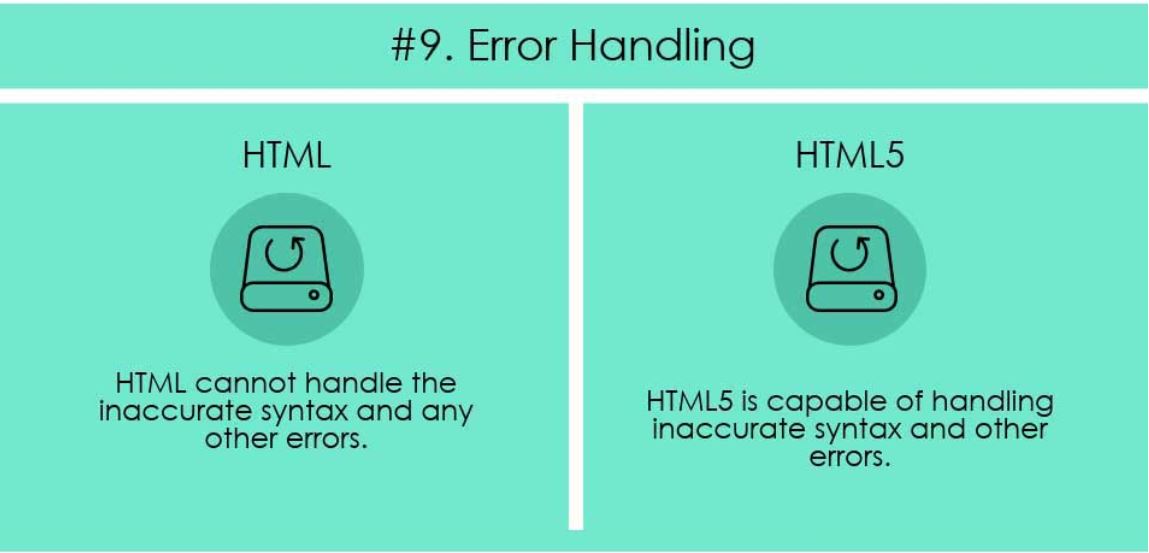 #9. Error Handling
HTML
HTML cannot handle the
inaccurate syntax and any
other errors.
HTML5
HTML5 is capable of handling
inaccurate syntax and other
errors.